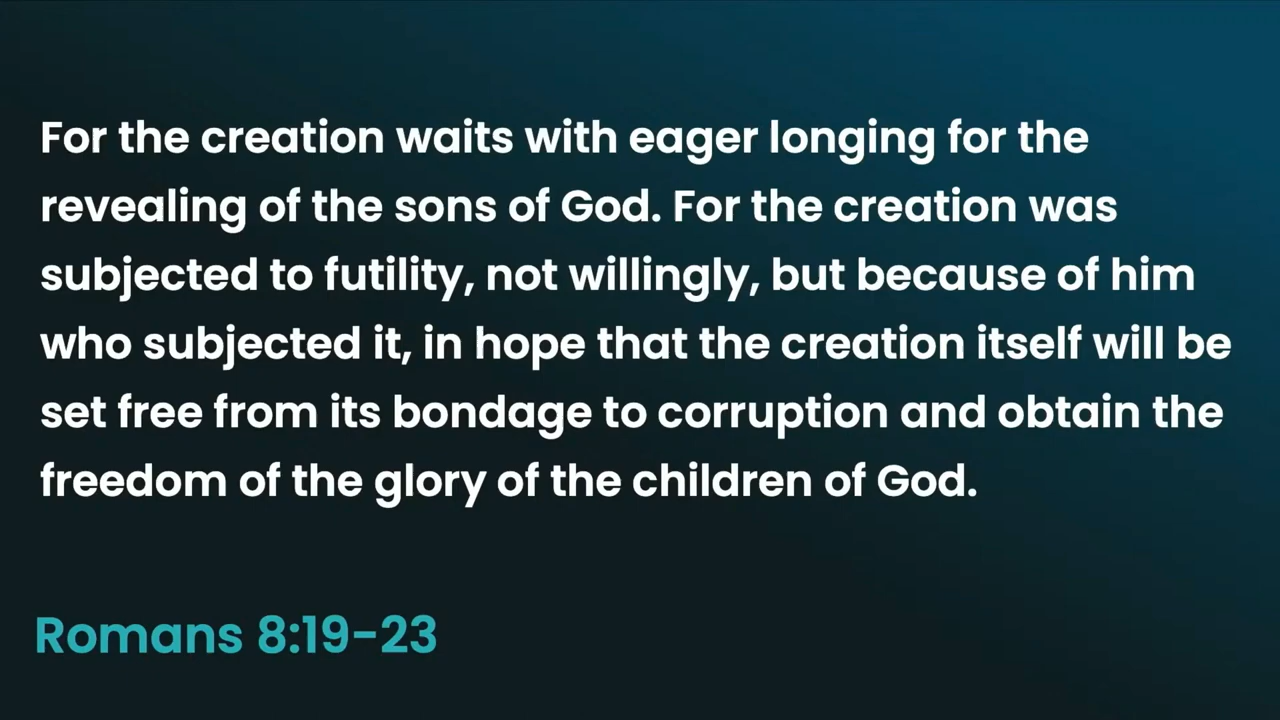 For the creation waits with eager longing for the
revealing of the sons of God. For the creation was
subjected to futility, not willingly, but because of him
who subjected it, in hope that the creation itself will be
set free from its bondage to corruption and obtain the
freedom of the glory of the children of God.
Romans 8:19-23